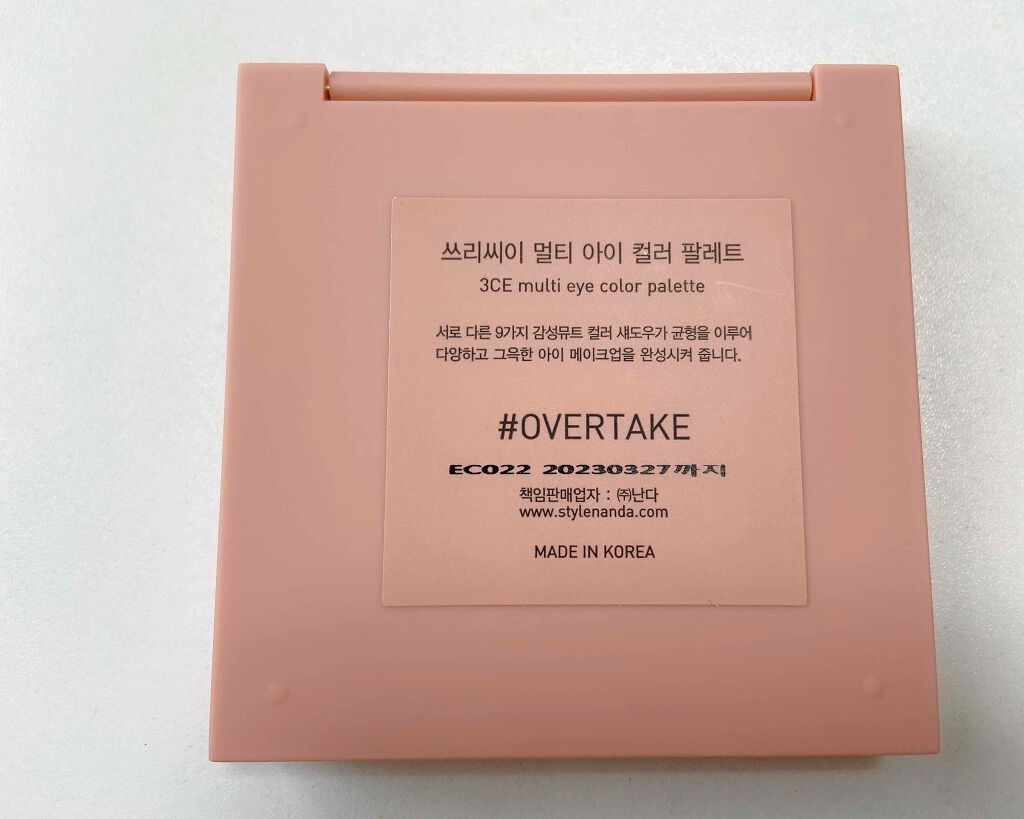 쓰리씨이 멀티 아이 컬러 팔레트
3CE multi eye color palette
서로 다른 9가지 감성뮤트 컬러 섀도우가 균형을 이루어
다양하고 그윽한 아이 메이크업을 완성시켜 줍니다.
#OVERTAKE
EC022 20230327까지
책임판매업자 : ㈜난다
www.stylenanda.com
MADE IN KOREA